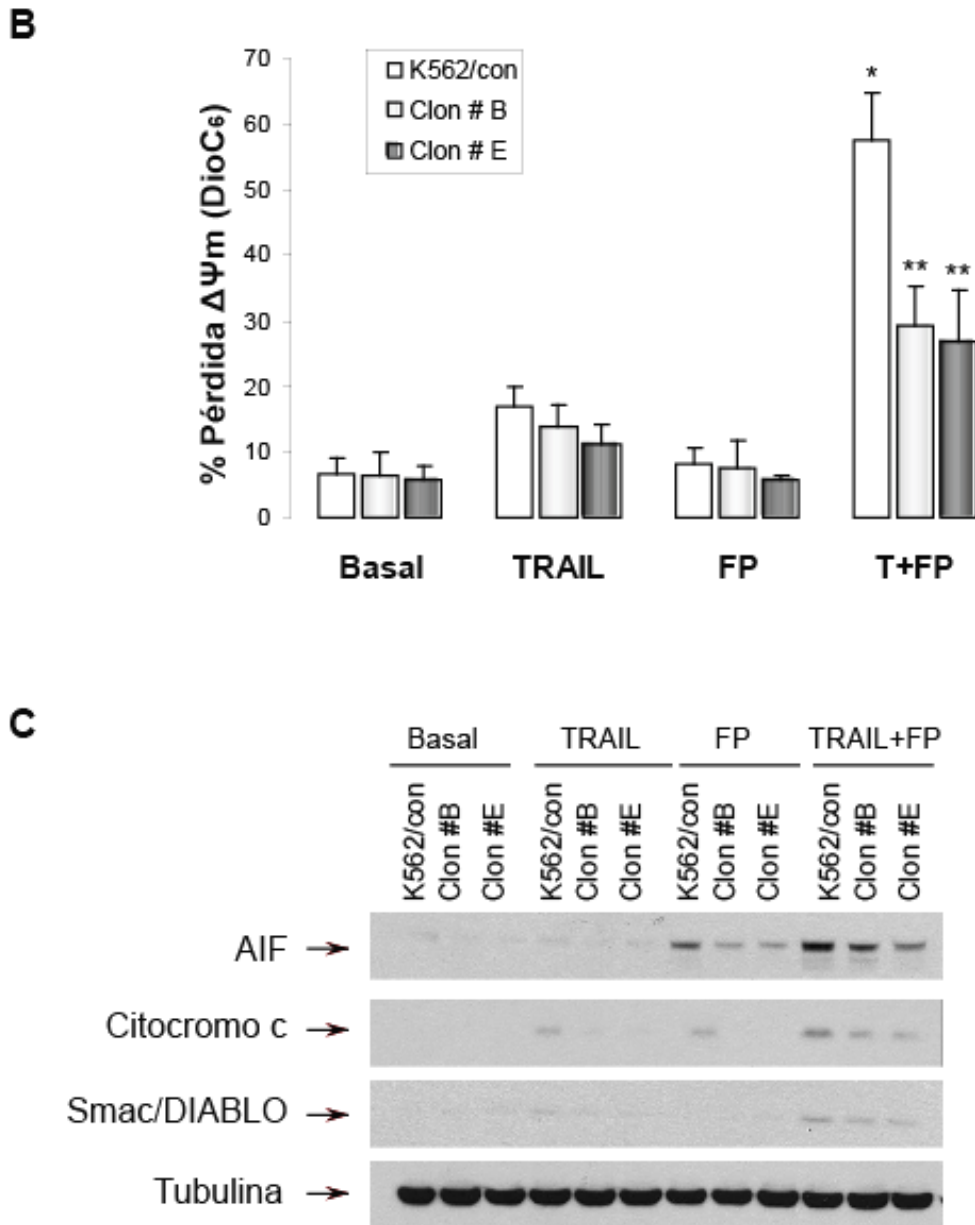 B
% Pérdida ΔΨm (DioC6)
70
60
50
40
30
20
10
0
K562/con
Clon # B
Clon # E
*
**
**
Basal
TRAIL
FP
T+FP
C
Basal
TRAIL
FP
TRAIL+FP
K562/con
Clon #B
Clon #E
K562/con
Clon #B
Clon #E
K562/con
Clon #B
Clon #E
K562/con
Clon #B
Clon #E
AIF
Citocromo c
Smac/DIABLO
Tubulina